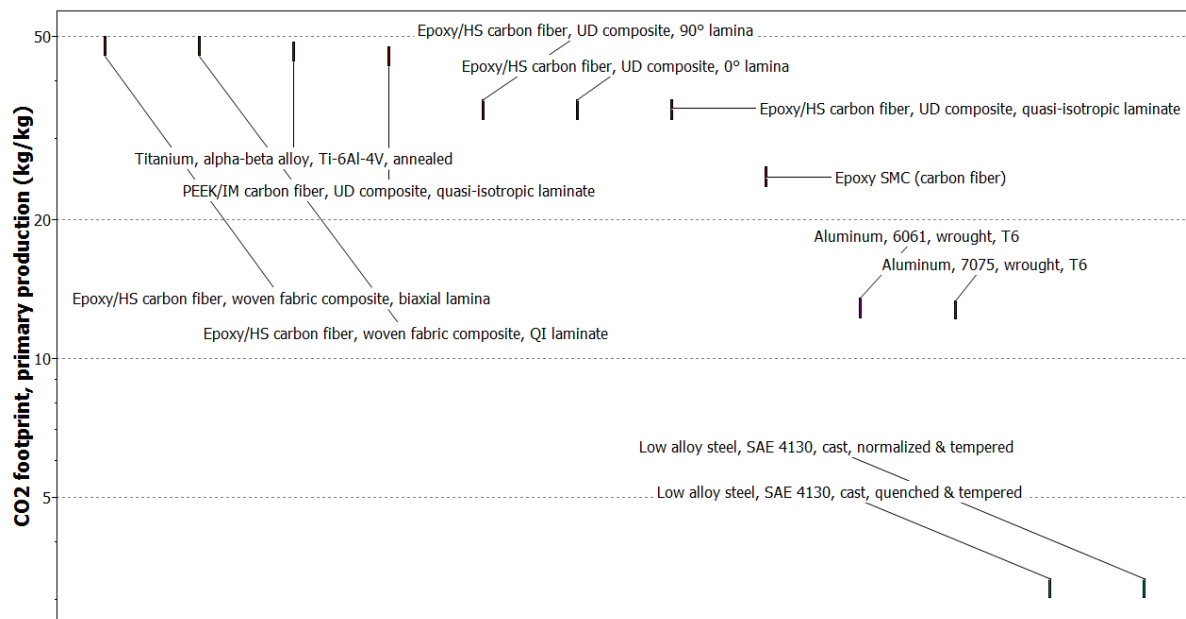 CO2 footprint, primary production (kg/kg)
50
20
10
5
Epoxy/HS carbon fiber, UD composite, 90° lamina
Epoxy/HS carbon fiber, UD composite, 0° lamina
Epoxy/HS carbon fiber, UD composite, quasi-isotropic laminate
Titanium, alpha-beta alloy, Ti-6Al-4V, annealed
Epoxy SMC (carbon fiber)
PEEK/IM carbon fiber, UD composite, quasi-isotropic laminate
Aluminum, 6061, wrought, T6
Aluminum, 7075, wrought, T6
Epoxy/HS carbon fiber, woven fabric composite, biaxial lamina
Epoxy/HS carbon fiber, woven fabric composite, QI laminate
Low alloy steel, SAE 4130, cast, normalized & tempered
Low alloy steel, SAE 4130, cast, quenched & tempered